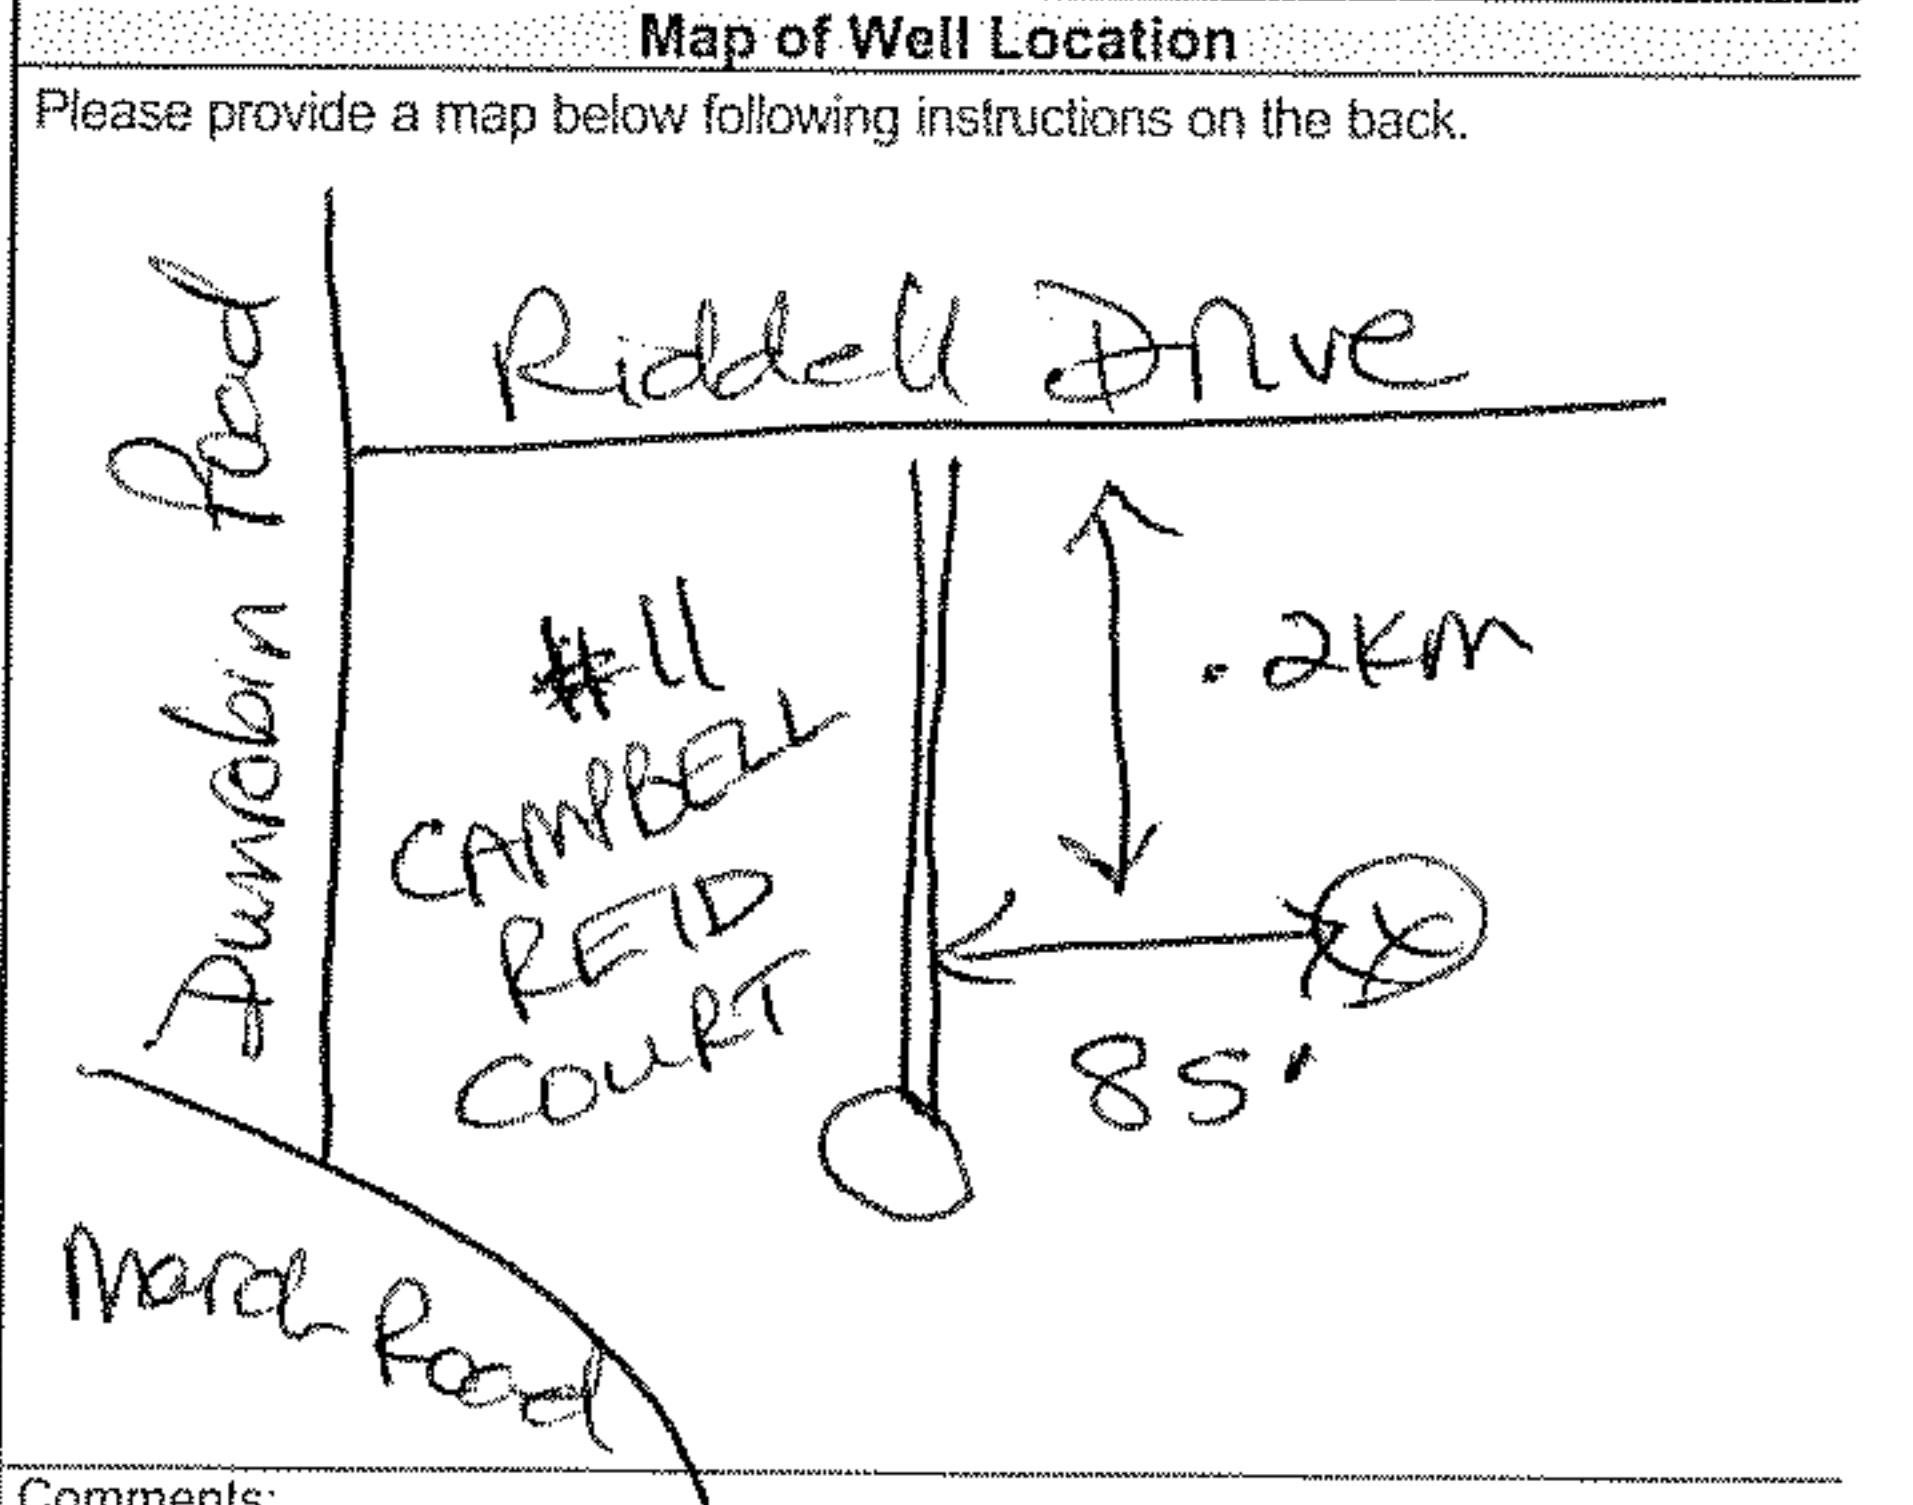 Map of Well Location
Please provide a map below following instructions on the back.
Riddell Drive
Dunrobin Road
.2km
#11
CAMPBELL
REID
COURT
85'
March Road
Comments: